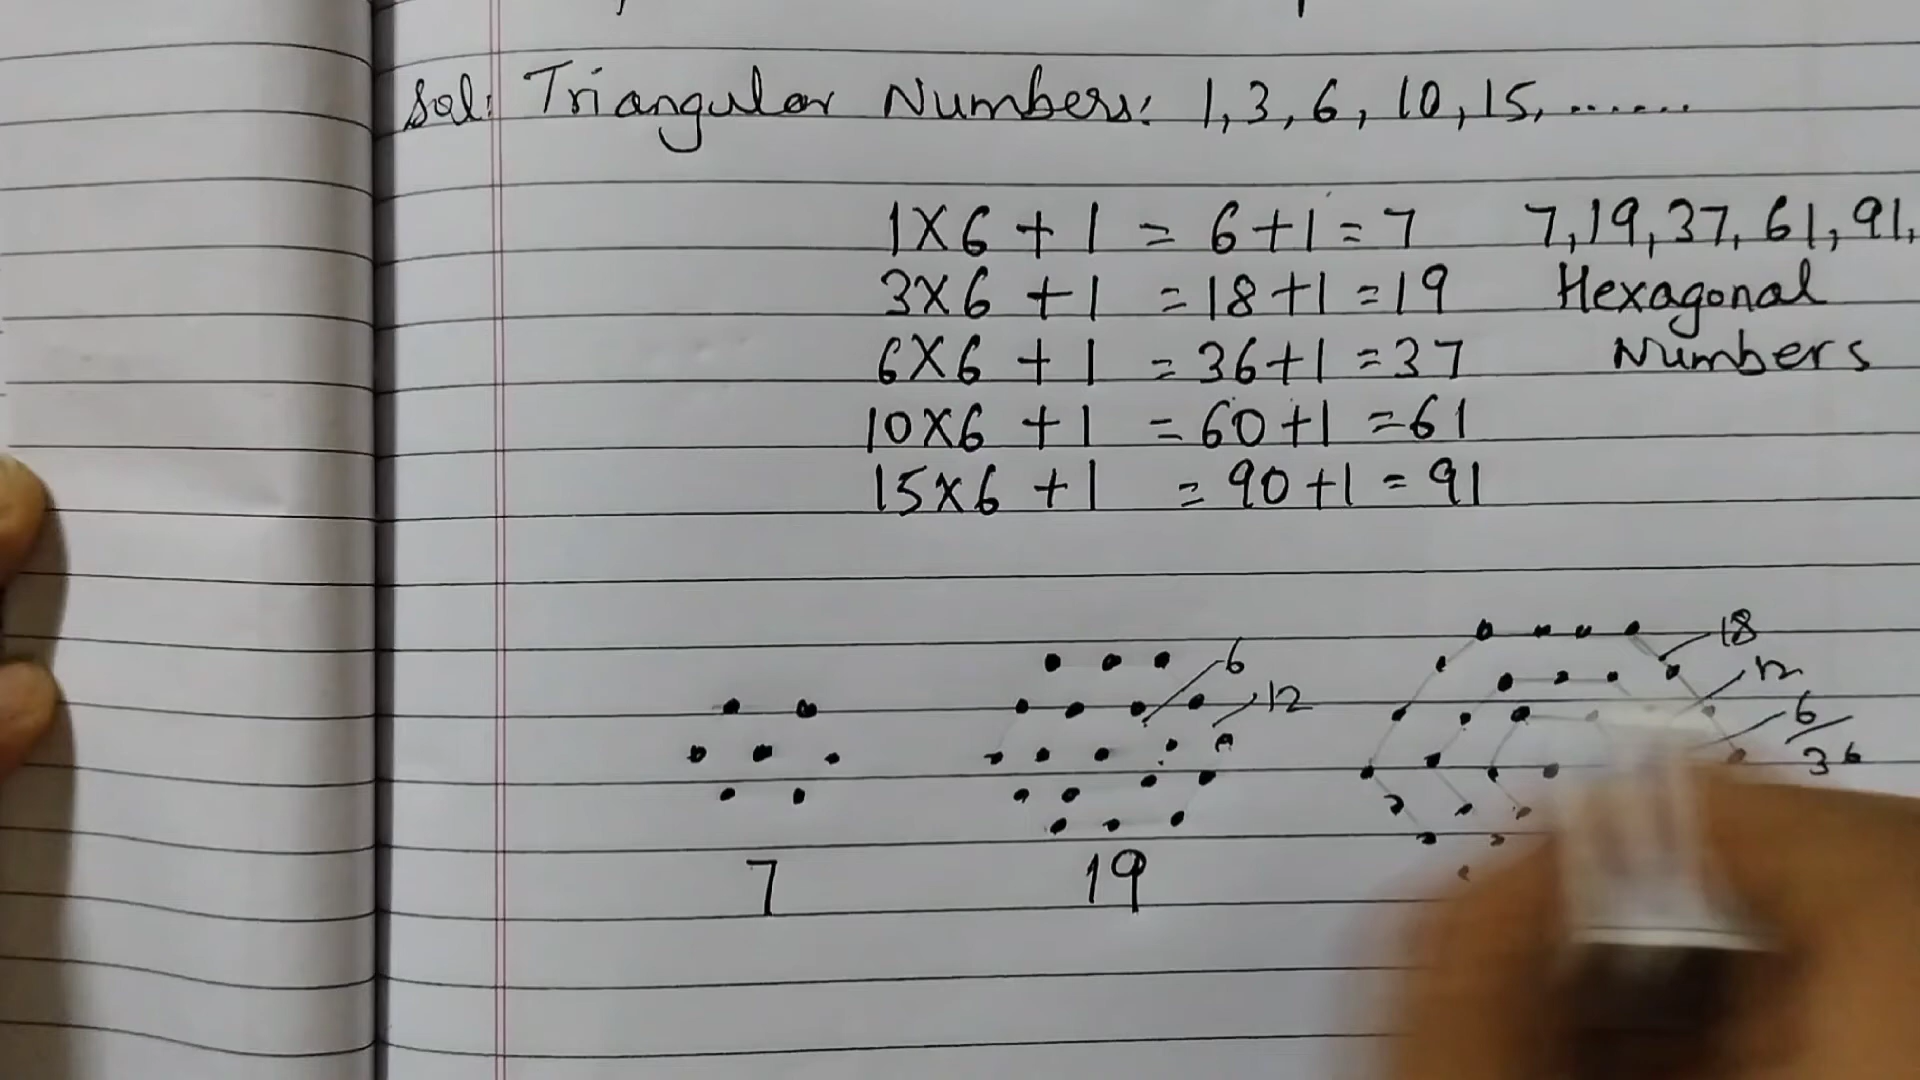 Sol: Triangular Numbers: 1, 3, 6, 10, 15, ......
1X6 + 1 = 6+1 = 7 7, 19, 37, 61, 91,
3X6 + 1 = 18+1 = 19 Hexagonal
6X6 + 1 = 36+1 = 37 Numbers
10X6 + 1 = 60+1 = 61
15X6 + 1 = 90+1 = 91
18
6 12
12 6
36
7 19